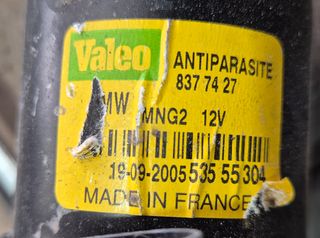 Valeo
ANTIPARASITE
837 74 27
MW MNG2 12V
19-09-2005 535 55 304
MADE IN FRANCE